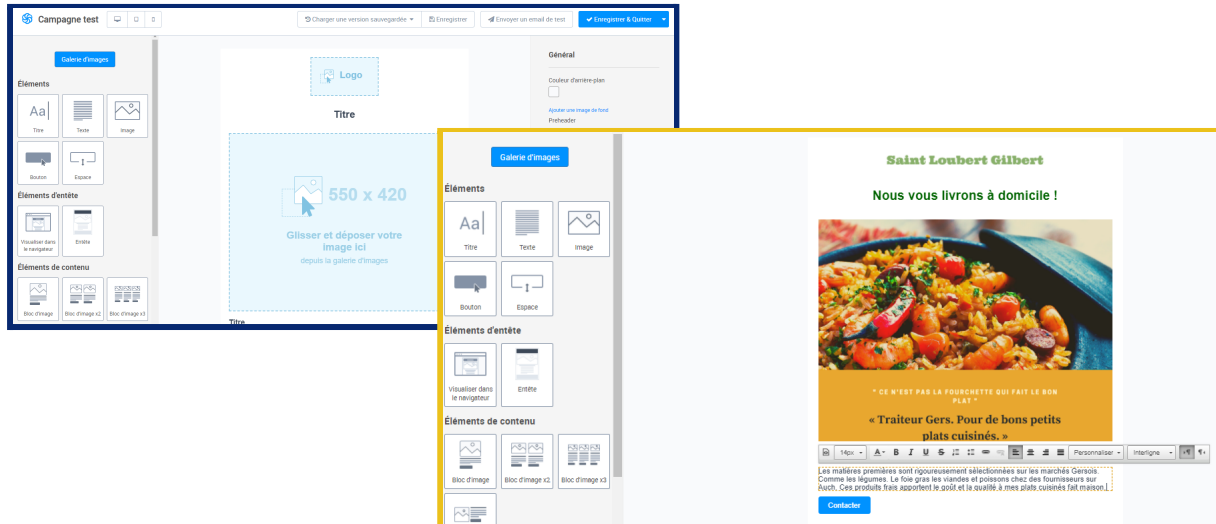 Campagne test
Charger une version sauvegardée
Enregistrer
Envoyer un email de test
Enregistrer & Quitter
Galerie d'images
Éléments
Aa
Titre
Texte
Image
Bouton
Espace
Éléments d'entête
Visualiser dans
le navigateur
Entête
Éléments de contenu
Bloc d'image
Bloc d'image x2
Bloc d'image x3
Logo
Titre
550 x 420
Glisser et déposer votre
image ici
depuis la galerie d'images
Titre
Général
Couleur d'arrière-plan
Ajouter une image de fond
Preheader
Galerie d'images
Éléments
Aa
Titre
Texte
Image
Bouton
Espace
Éléments d'entête
Visualiser dans
le navigateur
Entête
Éléments de contenu
Bloc d'image
Bloc d'image x2
Bloc d'image x3
Saint Loubert Gilbert
Nous vous livrons à domicile !
" CE N'EST PAS LA FOURCHETTE QUI FAIT LE BON
PLAT "
« Traiteur Gers. Pour de bons petits
plats cuisinés. »
14px A B I U S Personnaliser Interligne
Les matières premières sont rigoureusement sélectionnées sur les marchés Gersois.
Comme les légumes. Le foie gras les viandes et poissons chez des fournisseurs sur
Auch. Ces produits frais apportent le goût et la qualité à mes plats cuisinés fait maison.
Contacter